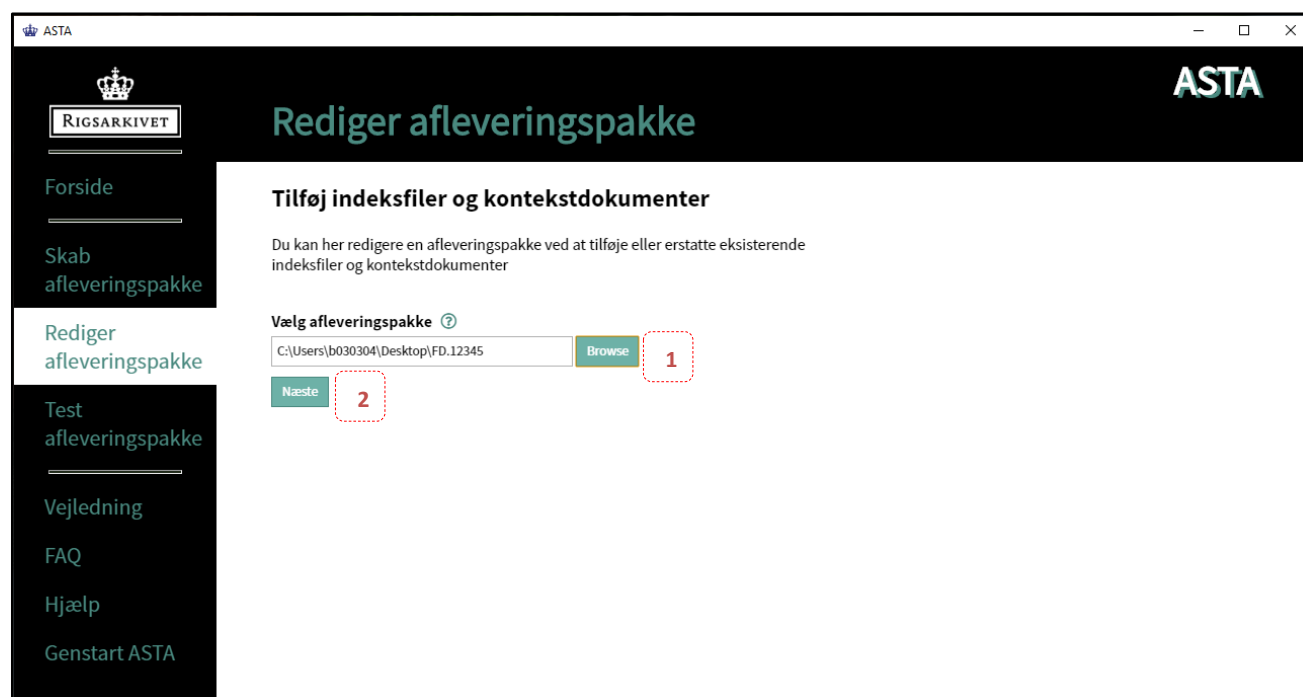 ASTA
RIGSARKIVET
ASTA
Rediger afleveringspakke
Forside
Skab
afleveringspakke
Rediger
afleveringspakke
Test
afleveringspakke
Vejledning
FAQ
Hjælp
Genstart ASTA
Tilføj indeksfiler og kontekstdokumenter
Du kan her redigere en afleveringspakke ved at tilføje eller erstatte eksisterende
indeksfiler og kontekstdokumenter
Vælg afleveringspakke ?
C:\Users\b030304\Desktop\FD.12345 Browse 1
Næste 2